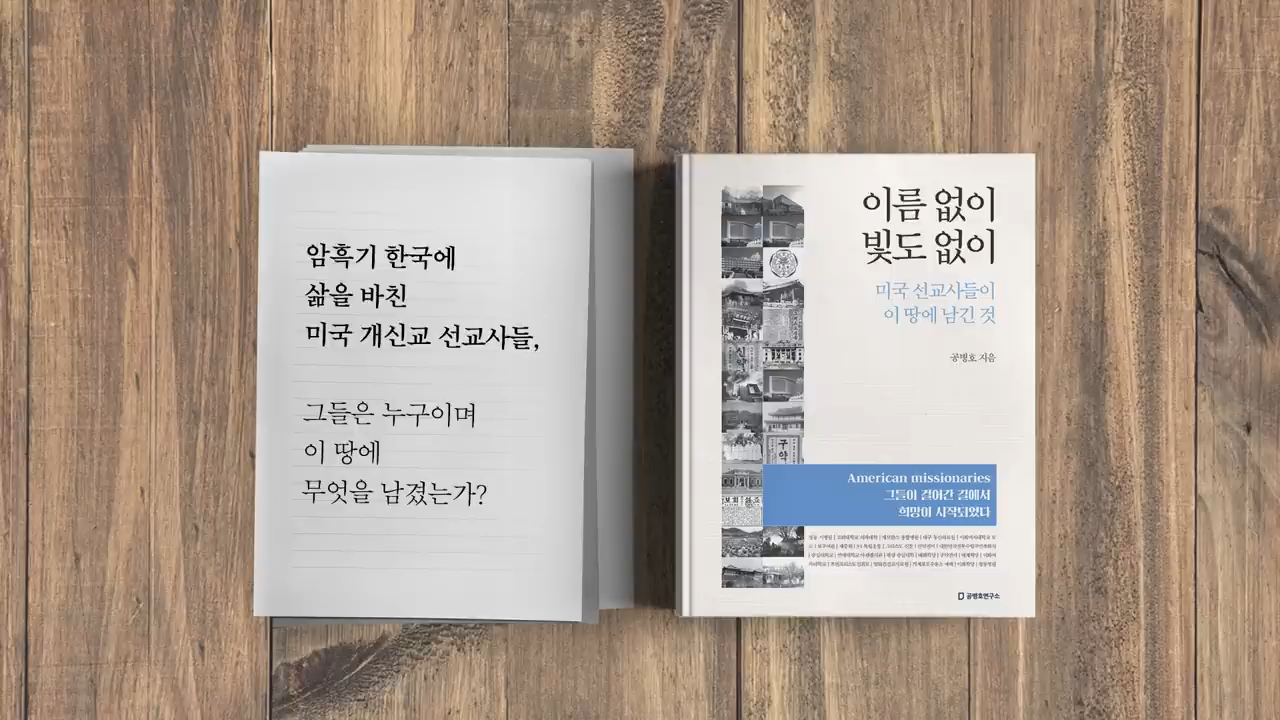 암흑기 한국에
삶을 바친
미국 개신교 선교사들,
그들은 누구이며
이 땅에
무엇을 남겼는가?
이름 없이
빛도 없이
미국 선교사들이
이 땅에 남긴 것
공병호 지음
구약
American missionaries
그들이 걸어간 길에서
희망이 시작되었다
공병호연구소